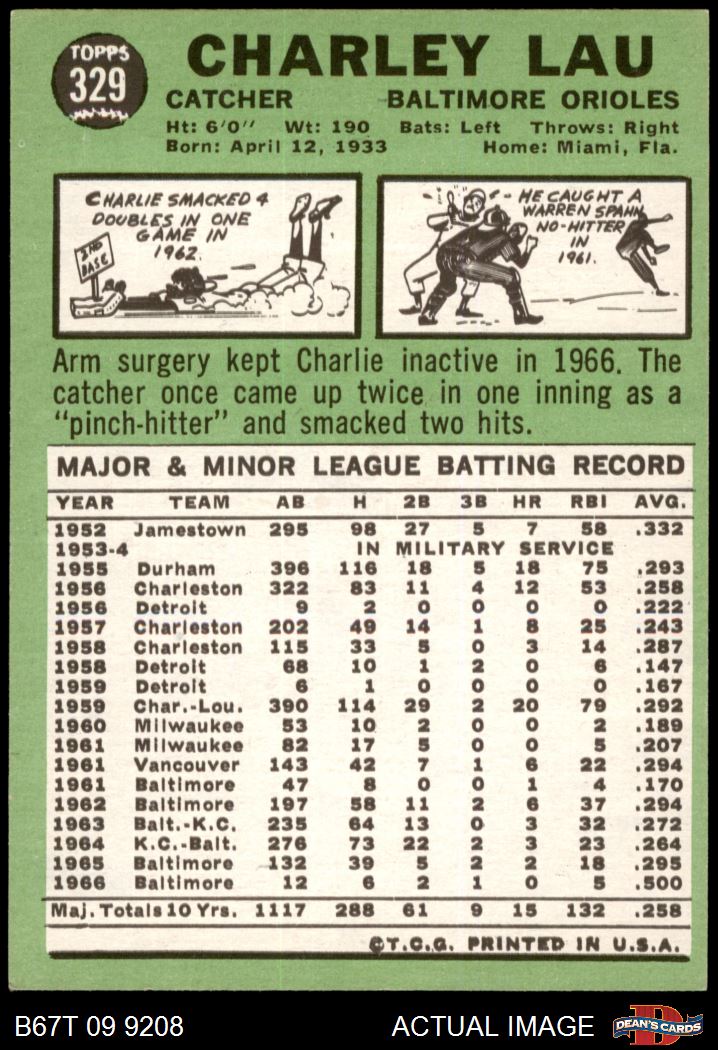 TOPPS
329
CHARLEY LAU
CATCHER BALTIMORE ORIOLES
Ht: 6'0" Wt: 190 Bats: Left Throws: Right
Born: April 12, 1933 Home: Miami, Fla.
CHARLIE SMACKED 4
DOUBLES IN ONE
GAME IN
1962.
2ND
BASE
HE CAUGHT A
WARREN SPAHN
NO-HITTER
IN
1961.
Arm surgery kept Charlie inactive in 1966. The
catcher once came up twice in one inning as a
"pinch-hitter" and smacked two hits.
MAJOR & MINOR LEAGUE BATTING RECORD
YEAR TEAM AB H 2B 3B HR RBI AVG.
1952 Jamestown 295 98 27 5 7 58 .332
1953-4 IN MILITARY SERVICE
1955 Durham 396 116 18 5 18 75 .293
1956 Charleston 322 83 11 4 12 53 .258
1956 Detroit 9 2 0 0 0 0 .222
1957 Charleston 202 49 14 1 8 25 .243
1958 Charleston 115 33 5 0 3 14 .287
1958 Detroit 68 10 1 2 0 6 .147
1959 Detroit 6 1 0 0 0 0 .167
1959 Char.-Lou. 390 114 29 2 20 79 .292
1960 Milwaukee 53 10 2 0 0 2 .189
1961 Milwaukee 82 17 5 0 0 5 .207
1961 Vancouver 143 42 7 1 6 22 .294
1961 Baltimore 47 8 0 0 1 4 .170
1962 Baltimore 197 58 11 2 6 37 .294
1963 Balt.-K.C. 235 64 13 0 3 32 .272
1964 K.C.-Balt. 276 73 22 2 3 23 .264
1965 Baltimore 132 39 5 2 2 18 .295
1966 Baltimore 12 6 2 1 0 5 .500
Maj. Totals 10 Yrs. 1117 288 61 9 15 132 .258
©T.C.G. PRINTED IN U.S.A.
B67T 09 9208 ACTUAL IMAGE DEAN'S CARDS